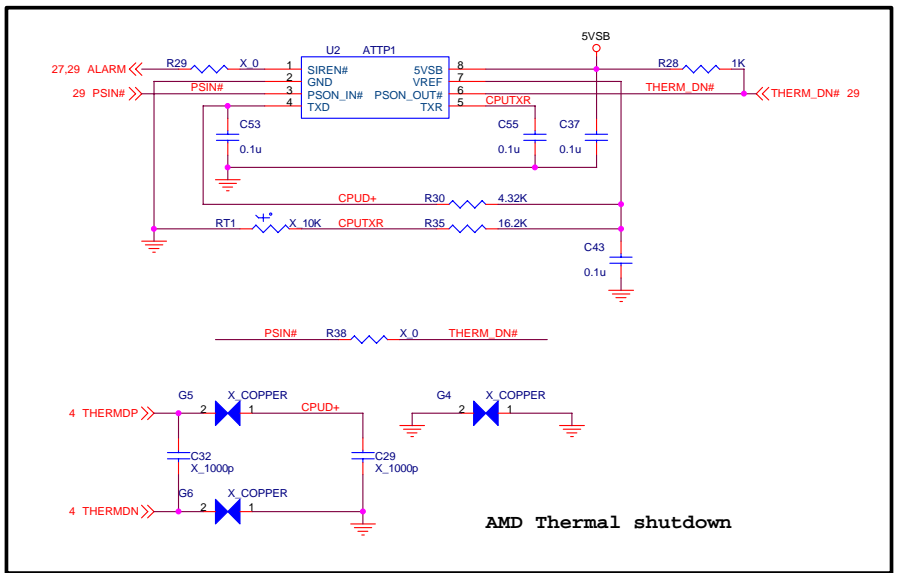 5VSB
U2 ATTP1
27,29 ALARM R29 X_0 1 SIREN# 5VSB 8 R28 1K
2 GND VREF 7
29 PSIN# PSIN# 3 PSON_IN# PSON_OUT# 6 THERM_DN# THERM_DN# 29
4 TXD TXR 5 CPUTXR
C53 C55 C37
0.1u 0.1u 0.1u
CPUD+ R30 4.32K
RT1 X_10K CPUTXR R35 16.2K
C43
0.1u
PSIN# R38 X_0 THERM_DN#
G5 X_COPPER G4 X_COPPER
4 THERMDP 2 1 CPUD+ 2 1
C32 C29
X_1000p X_1000p
G6 X_COPPER
4 THERMDN 2 1
AMD Thermal shutdown